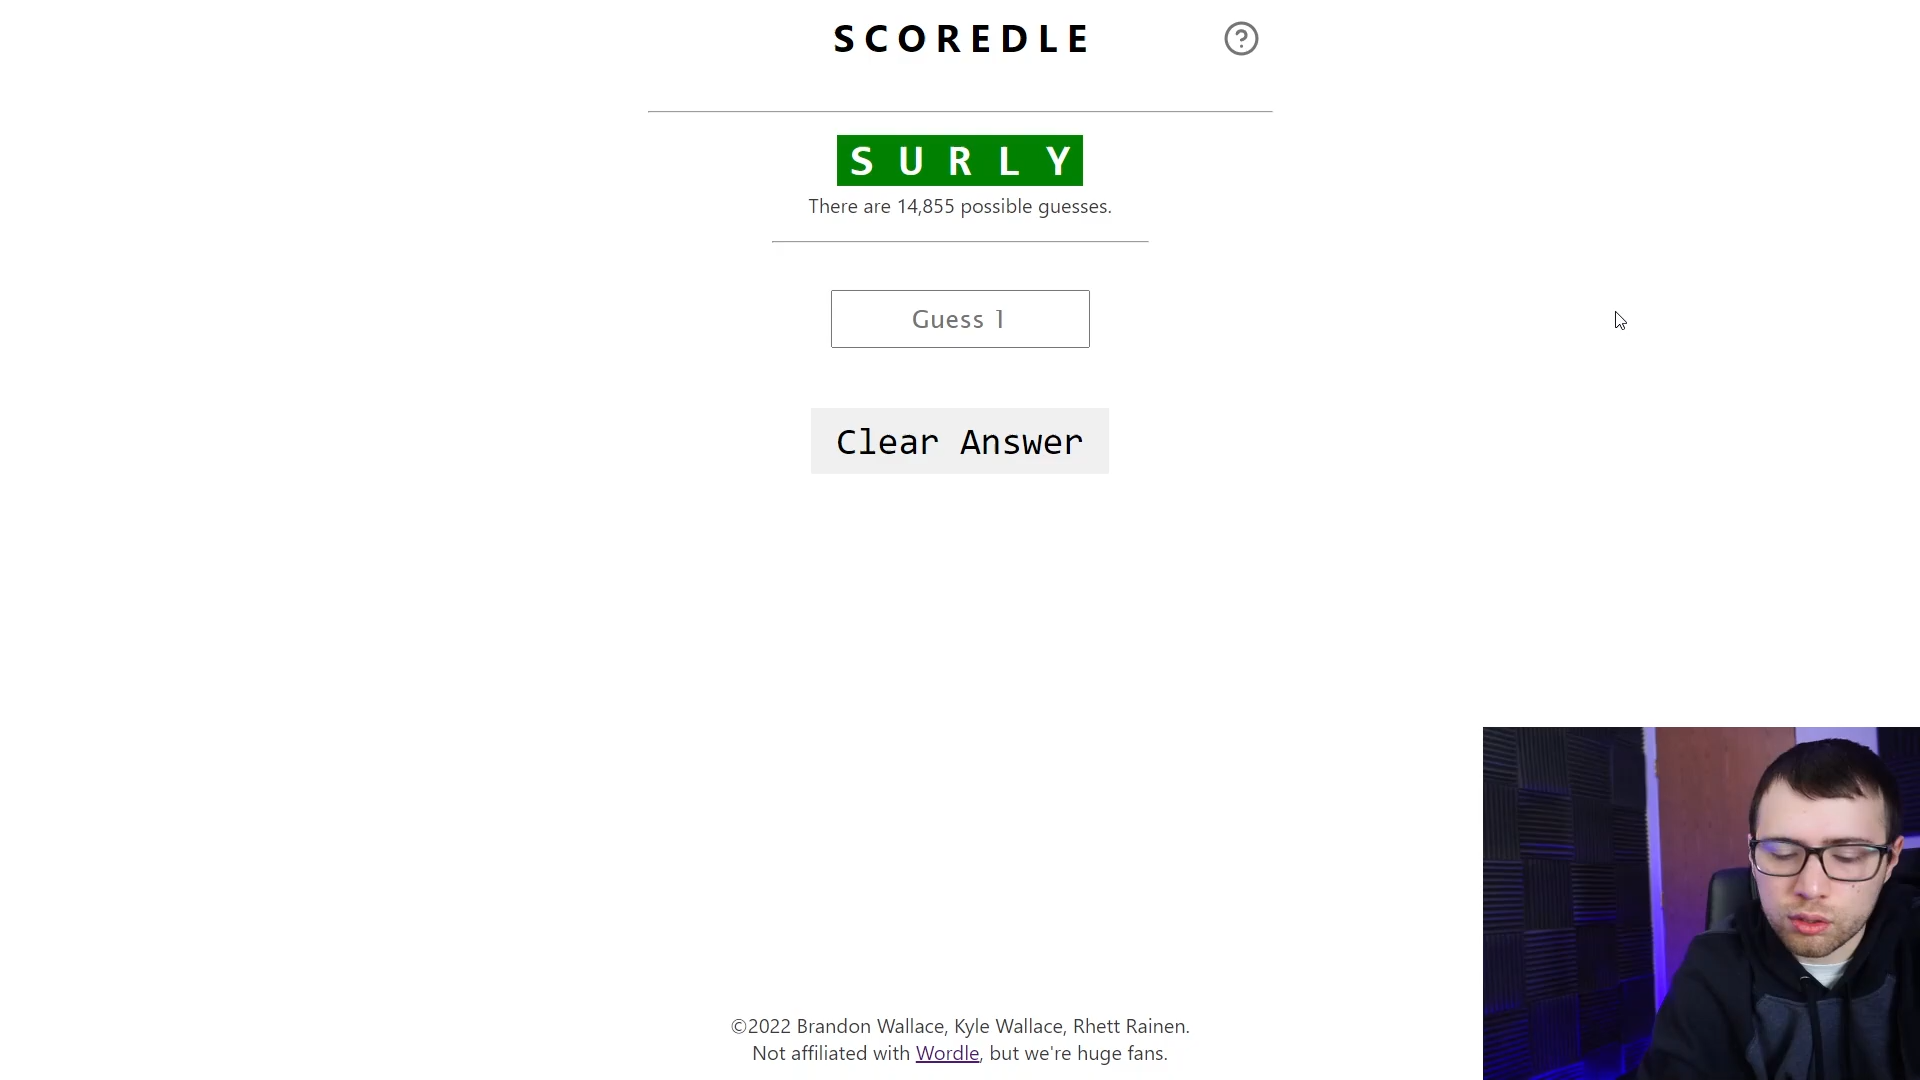 SCOREDLE
SURLY
There are 14,855 possible guesses.
Guess 1
Clear Answer
©2022 Brandon Wallace, Kyle Wallace, Rhett Rainen.
Not affiliated with Wordle, but we're huge fans.